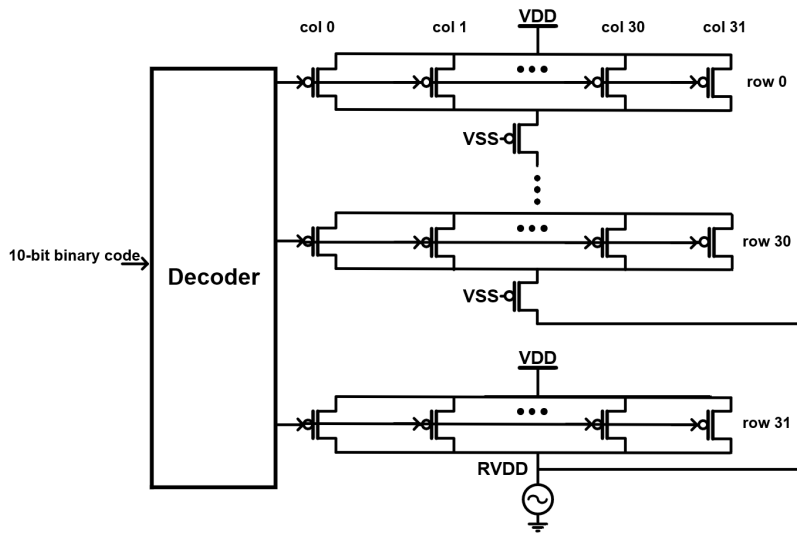 VDD
col 0 col 1 col 30 col 31
row 0
VSS
10-bit binary code
Decoder
row 30
VSS
VDD
row 31
RVDD